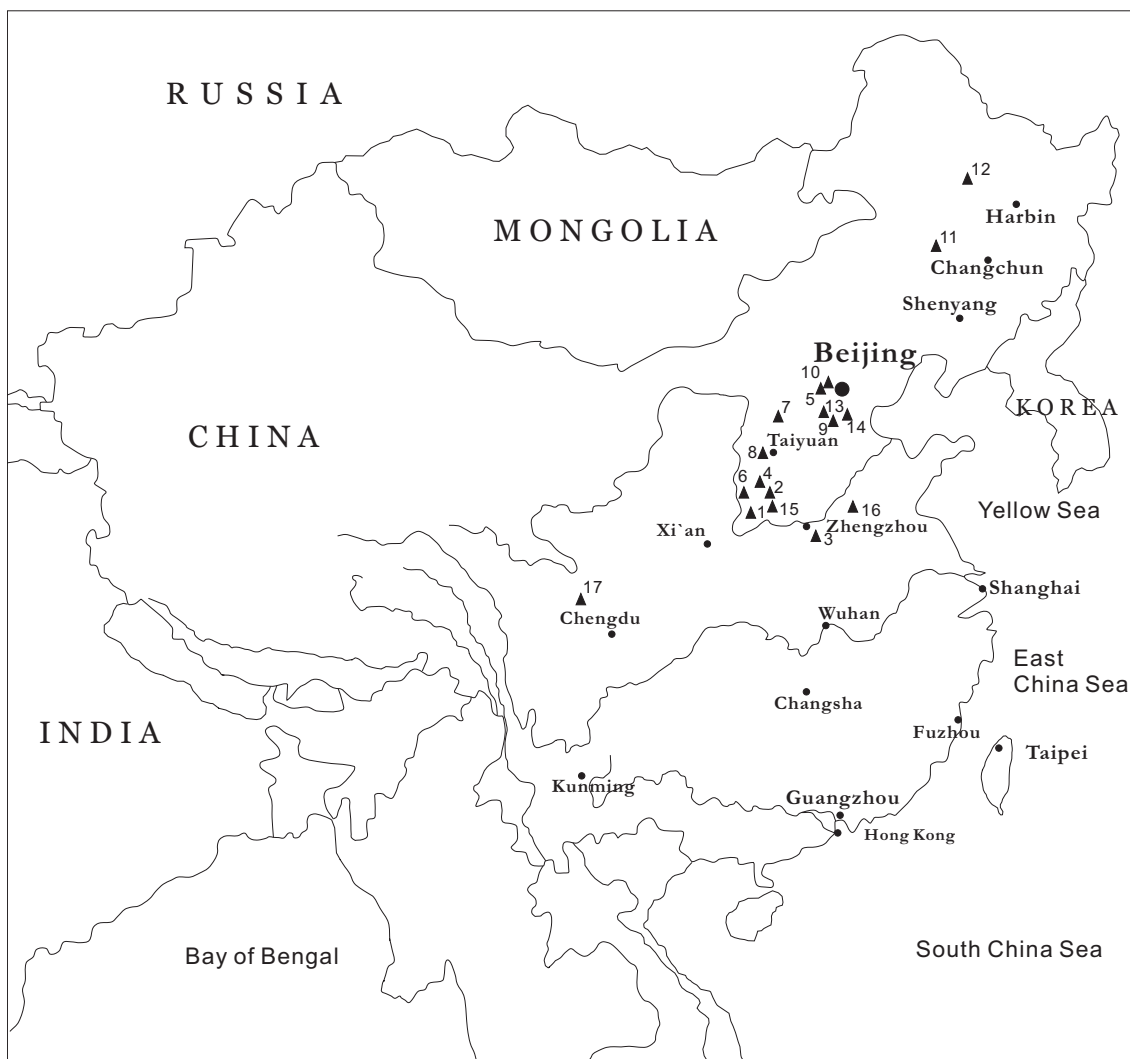 RUSSIA
12
Harbin
MONGOLIA
11
Changchun
Shenyang
Beijing
10
5
13
7
KOREA
9
14
CHINA
Taiyuan
8
4
6
2
15
16
1
Yellow Sea
Xi`an
Zhengzhou
3
17
Shanghai
Chengdu
Wuhan
East
China Sea
Changsha
INDIA
Fuzhou
Taipei
Kunming
Guangzhou
Hong Kong
Bay of Bengal
South China Sea